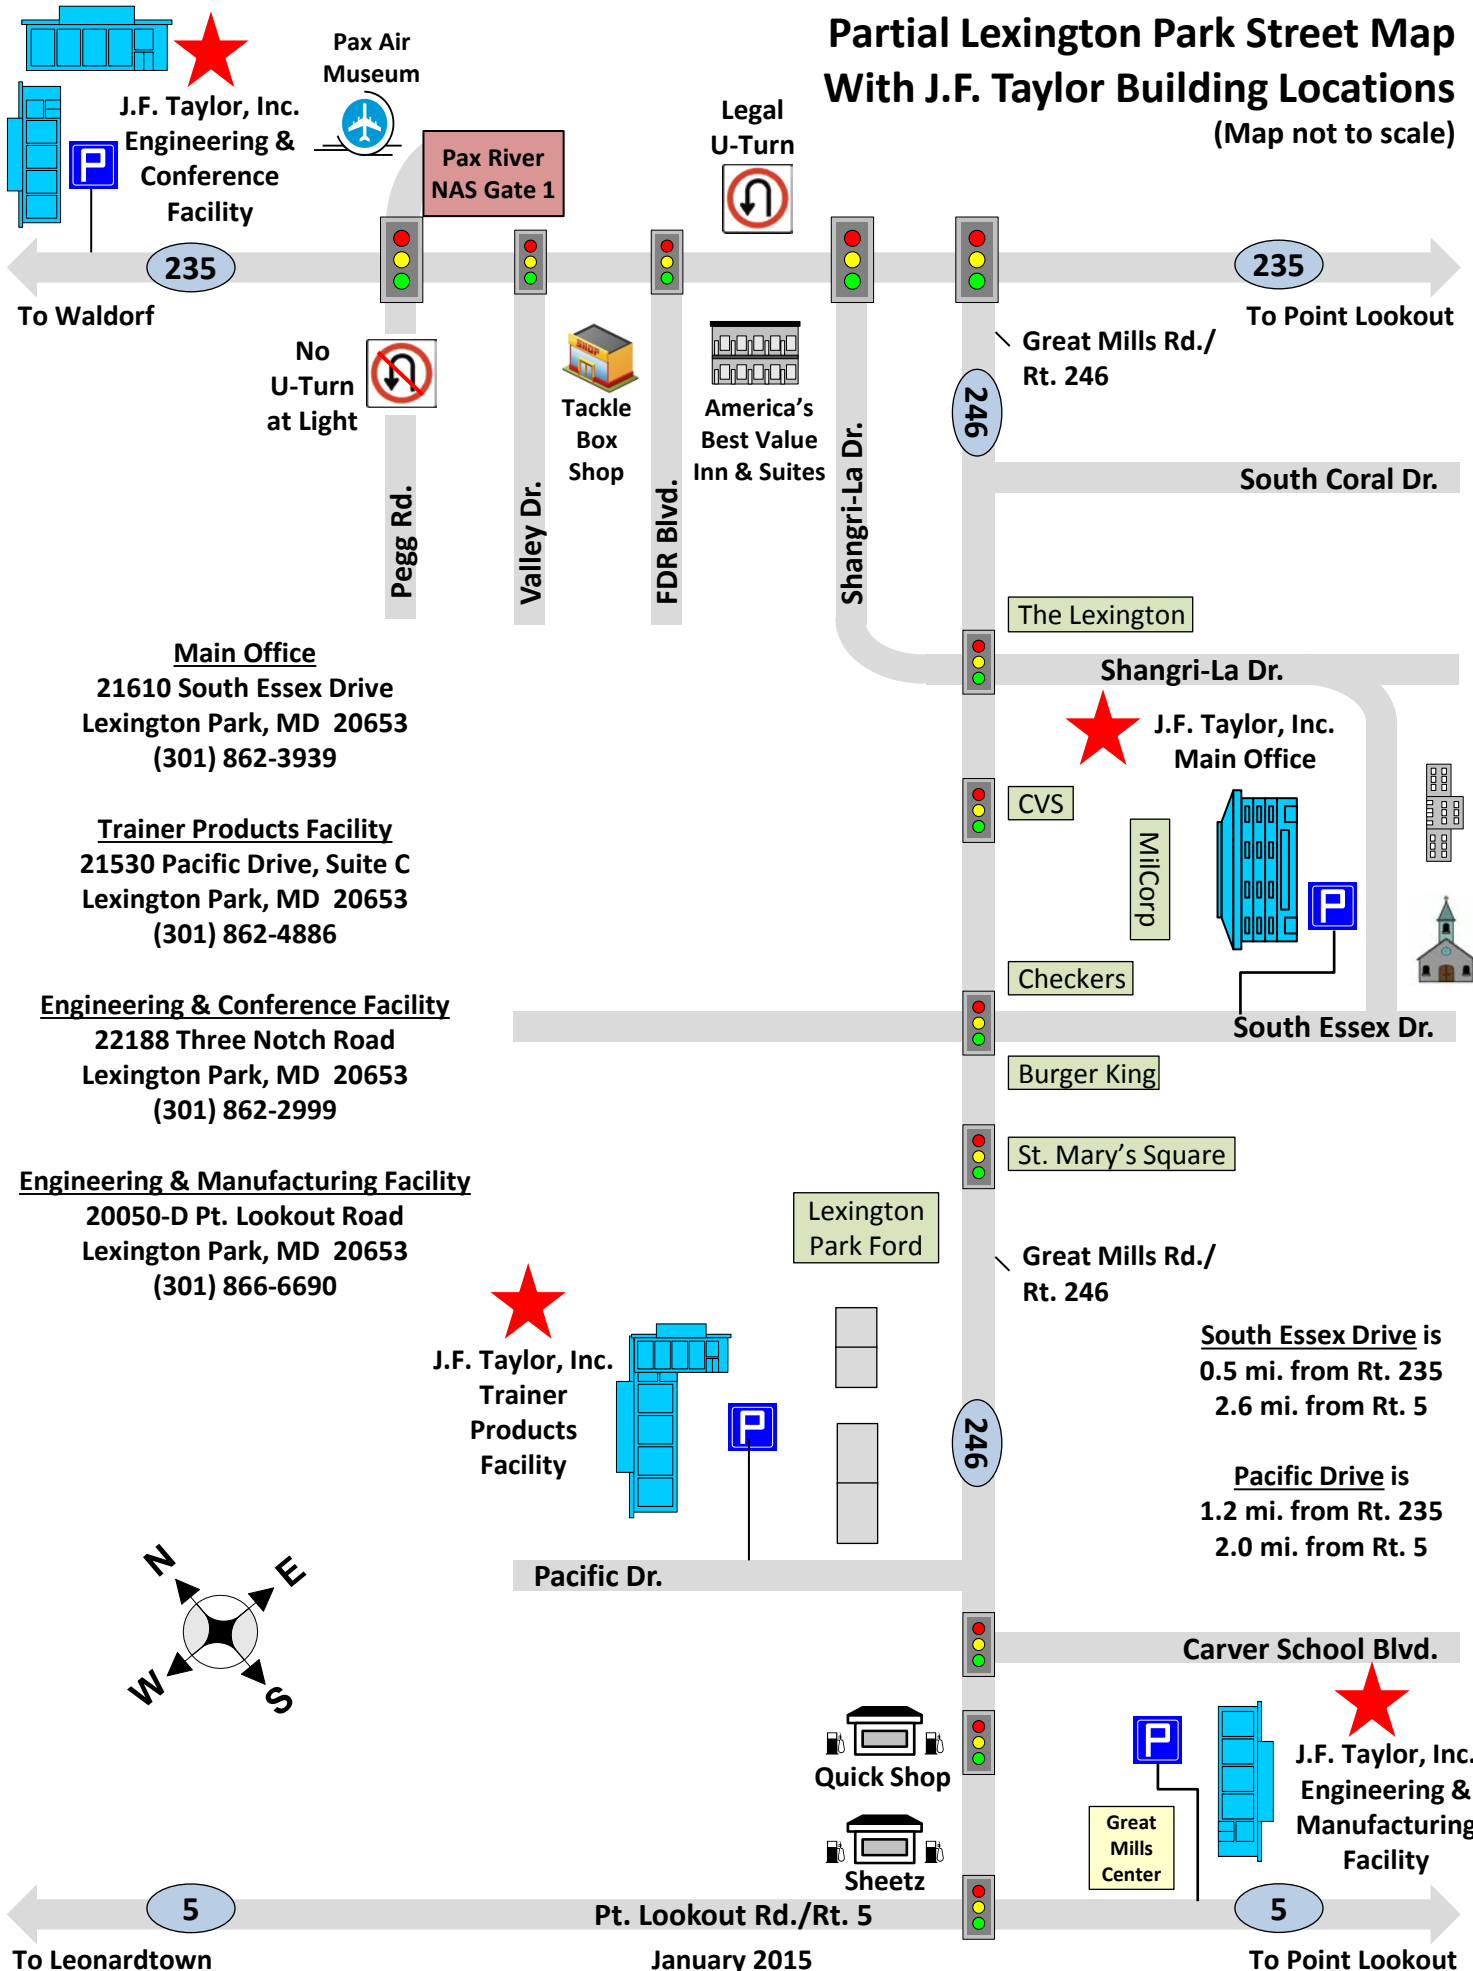 Partial Lexington Park Street Map
With J.F. Taylor Building Locations
(Map not to scale)
J.F. Taylor, Inc.
Engineering &
Conference
Facility
P
Pax Air
Museum
Pax River
NAS Gate 1
Legal
U-Turn
235
235
To Waldorf
To Point Lookout
No
U-Turn
at Light
SHOP
Tackle
Box
Shop
America's
Best Value
Inn & Suites
Great Mills Rd./
Rt. 246
246
Pegg Rd.
Valley Dr.
FDR Blvd.
Shangri-La Dr.
South Coral Dr.
The Lexington
Shangri-La Dr.
J.F. Taylor, Inc.
Main Office
CVS
MilCorp
P
Checkers
South Essex Dr.
Burger King
St. Mary's Square
Main Office
21610 South Essex Drive
Lexington Park, MD 20653
(301) 862-3939
Trainer Products Facility
21530 Pacific Drive, Suite C
Lexington Park, MD 20653
(301) 862-4886
Engineering & Conference Facility
22188 Three Notch Road
Lexington Park, MD 20653
(301) 862-2999
Engineering & Manufacturing Facility
20050-D Pt. Lookout Road
Lexington Park, MD 20653
(301) 866-6690
Lexington
Park Ford
Great Mills Rd./
Rt. 246
J.F. Taylor, Inc.
Trainer
Products
Facility
P
246
South Essex Drive is
0.5 mi. from Rt. 235
2.6 mi. from Rt. 5
Pacific Drive is
1.2 mi. from Rt. 235
2.0 mi. from Rt. 5
Pacific Dr.
N
E
W
S
Carver School Blvd.
Quick Shop
Sheetz
P
Great
Mills
Center
J.F. Taylor, Inc.
Engineering &
Manufacturing
Facility
5
Pt. Lookout Rd./Rt. 5
5
To Leonardtown
January 2015
To Point Lookout